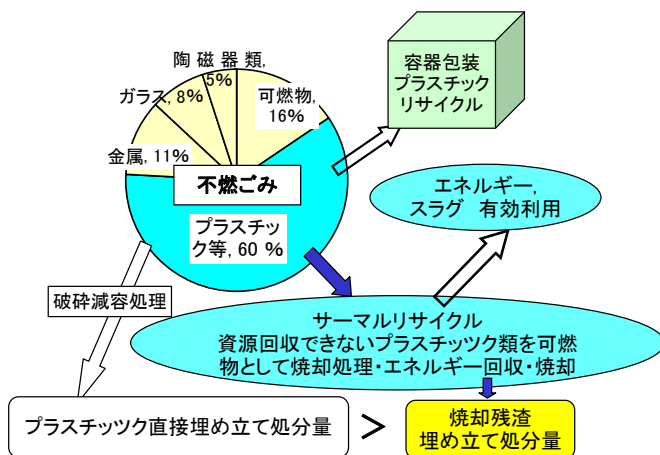 陶 磁 器 類,
5%
ガラス, 8%
可燃物,
16%
金属, 11%
不燃ごみ
プラスチッ
ク等, 60 %
容器包装
プラスチック
リサイクル
エネルギー,
スラグ 有効利用
破砕減容処理
サーマルリサイクル
資源回収できないプラスチツク類を可燃
物として焼却処理・エネルギー回収・焼却
プラスチッツク直接埋め立て処分量
>
焼却残渣
埋め立て処分量